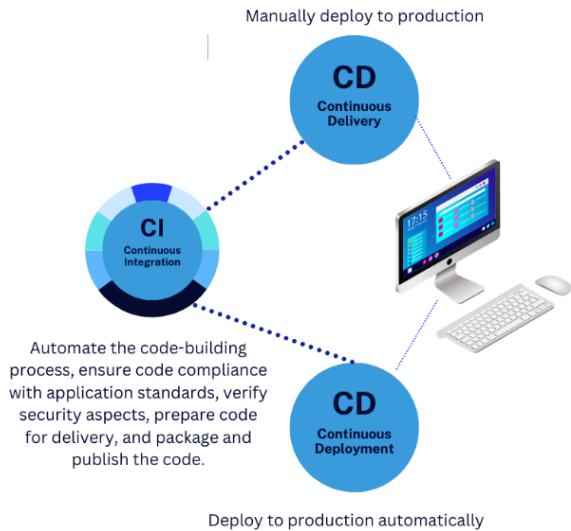 Manually deploy to production
CD
Continuous
Delivery
17:15
CI
Continuous
Integration
Automate the code-building
process, ensure code compliance
with application standards, verify
security aspects, prepare code
for delivery, and package and
publish the code.
CD
Continuous
Deployment
Deploy to production automatically